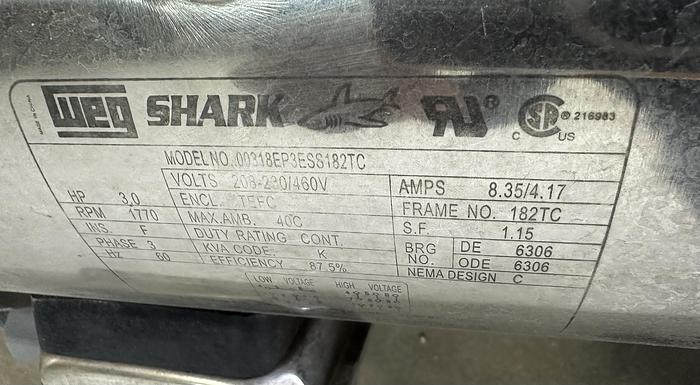 MADE IN CHINA
WEG SHARK UR ® CSA ® 216983
C US
MODEL NO. 00318EP3ESS182TC
VOLTS 208-230/460V AMPS 8.35/4.17
HP 3.0 ENCL. TEFC FRAME NO. 182TC
RPM 1770 MAX.AMB. 40C S.F. 1.15
INS. F DUTY RATING CONT. BRG NO. DE 6306
PHASE 3 KVA CODE: K ODE 6306
HZ 60 EFFICIENCY 87.5% NEMA DESIGN C
LOW VOLTAGE HIGH VOLTAGE